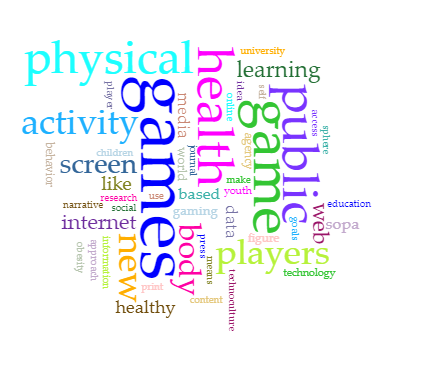 physical
university
health
learning
player
games
media
idea
self
online
public
game
activity
access
sphere
agency
world
journal
behavior
children
screen
like
research
use
based
make
youth
narrative
social
gaming
education
internet
data
web
goals
sopa
new
body
press
figure
players
information
approach
obesity
mems
technoculture
technology
print
content
healthy